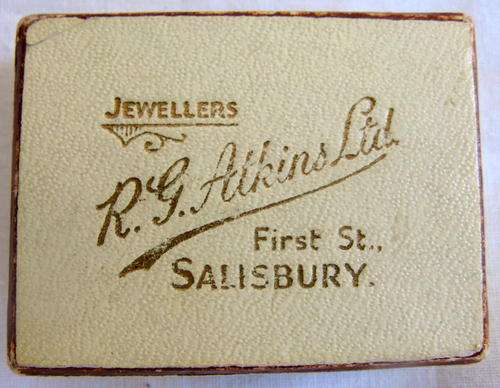 JEWELLERS
R. G. Atkins Ltd.
First St.,
SALISBURY.